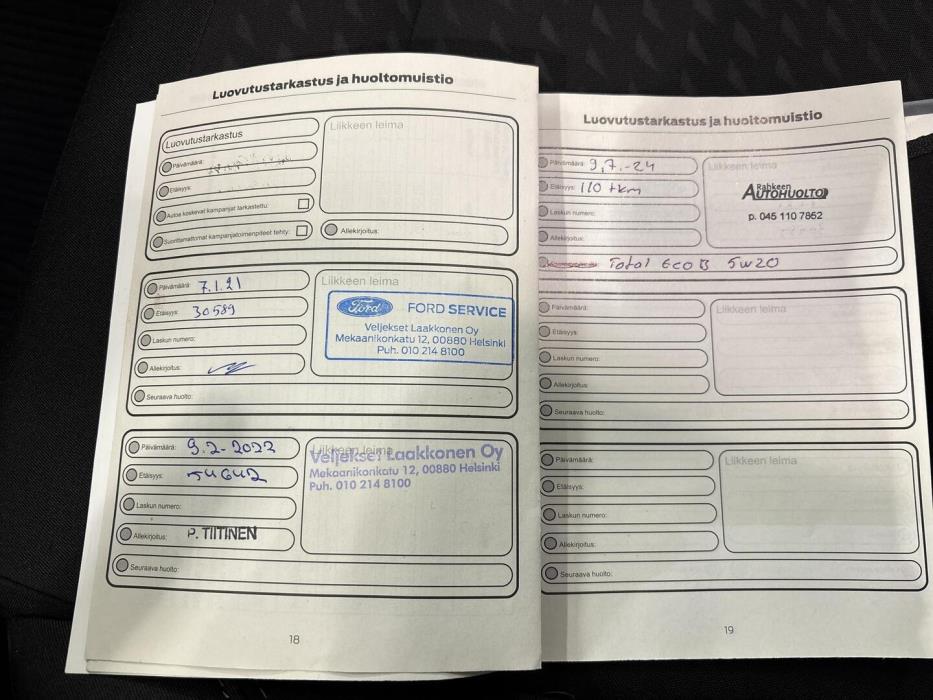 Luovutustarkastus ja huoltomuistio
Luovutustarkastus
Päivämäärä:
Etäisyys:
Autoa koskevat kampanjat tarkastettu:
Suorittamattomat kampanjatoimenpiteet tehty:
Liikkeen leima
Allekirjoitus:
Päivämäärä: 7.1.21
Etäisyys: 30589
Laskun numero:
Allekirjoitus:
Seuraava huolto:
Liikkeen leima
Ford FORD SERVICE
Veljekset Laakkonen Oy
Mekaanikonkatu 12, 00880 Helsinki
Puh. 010 214 8100
Päivämäärä: 9.2-2022
Etäisyys:
Laskun numero:
Allekirjoitus: P. TIITINEN
Seuraava huolto:
Liikkeen leima
Veljekset Laakkonen Oy
Mekaanikonkatu 12, 00880 Helsinki
Puh. 010 214 8100
18
Luovutustarkastus ja huoltomuistio
Päivämäärä: 9,7.-24
Etäisyys: 110 tkm
Laskun numero:
Allekirjoitus:
Total Eco B 5w20
Liikkeen leima
Rahkeen
AUTOHUOLTO
p. 045 110 7862
Päivämäärä:
Etäisyys:
Laskun numero:
Allekirjoitus:
Seuraava huolto:
Liikkeen leima
Päivämäärä:
Etäisyys:
Laskun numero:
Allekirjoitus:
Seuraava huolto:
Liikkeen leima
19